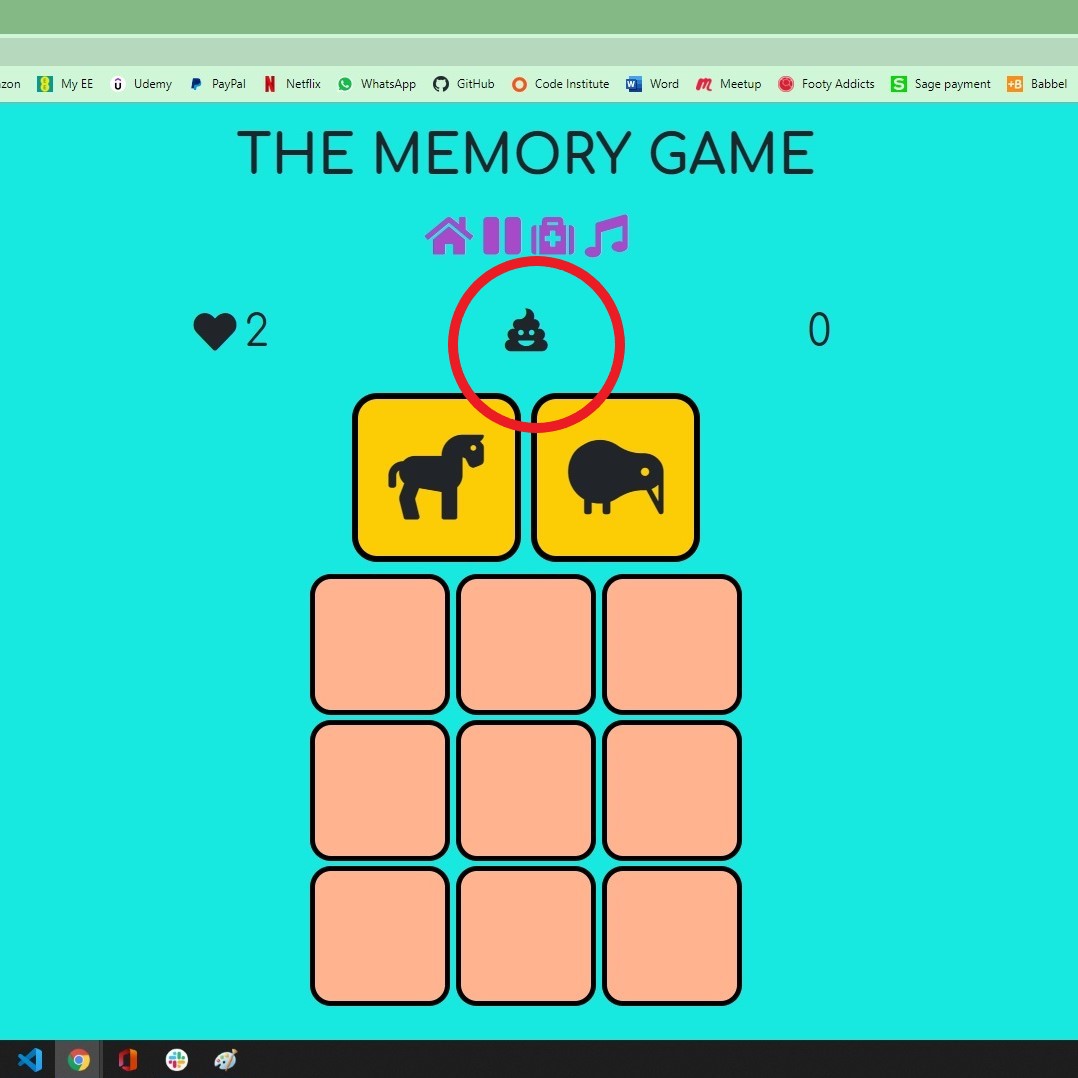 zon My EE Udemy PayPal Netflix WhatsApp GitHub Code Institute Word Meetup Footy Addicts Sage payment +B Babbel
THE MEMORY GAME
2 0